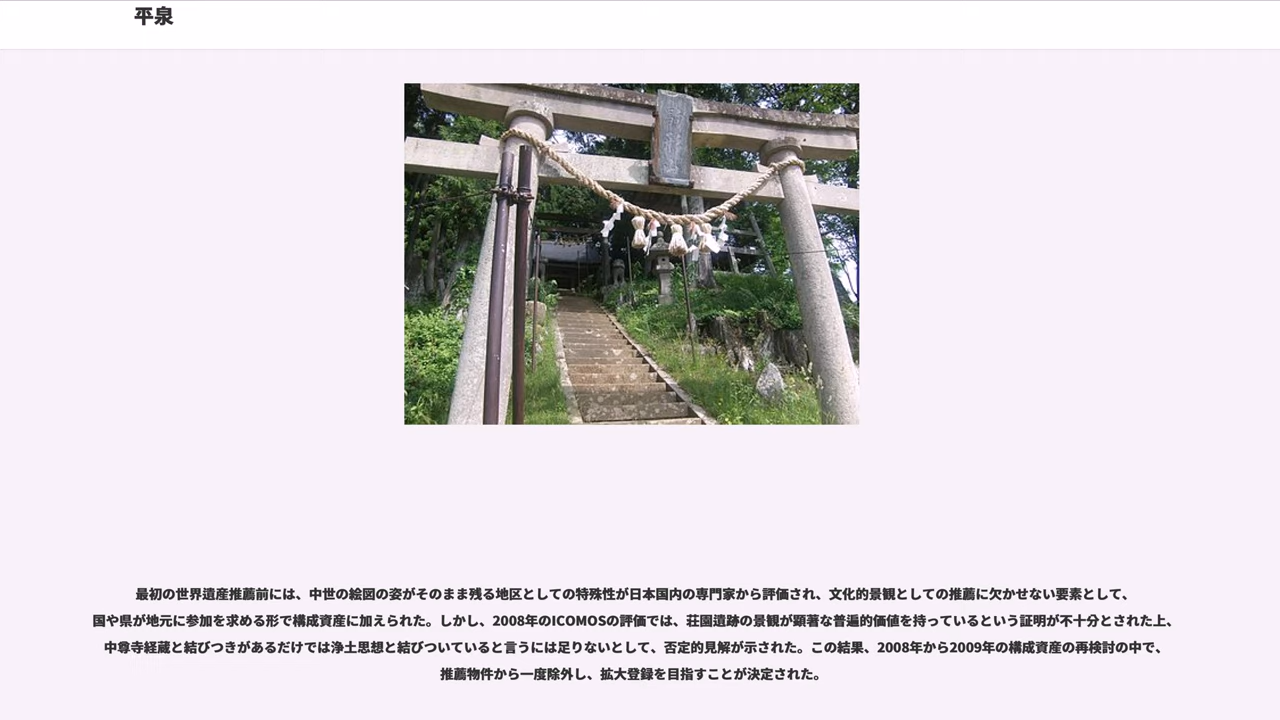 平泉
最初の世界遺産推薦前には、中世の絵図の姿がそのまま残る地区としての特殊性が日本国内の専門家から評価され、文化的景観としての推薦に欠かせない要素として、
国や県が地元に参加を求める形で構成資産に加えられた。しかし、2008年のICOMOSの評価では、荘園遺跡の景観が顕著な普遍的価値を持っているという証明が不十分とされた上、
中尊寺経蔵と結びつきがあるだけでは浄土思想と結びついていると言うには足りないとして、否定的見解が示された。この結果、2008年から2009年の構成資産の再検討の中で、
推薦物件から一度除外し、拡大登録を目指すことが決定された。